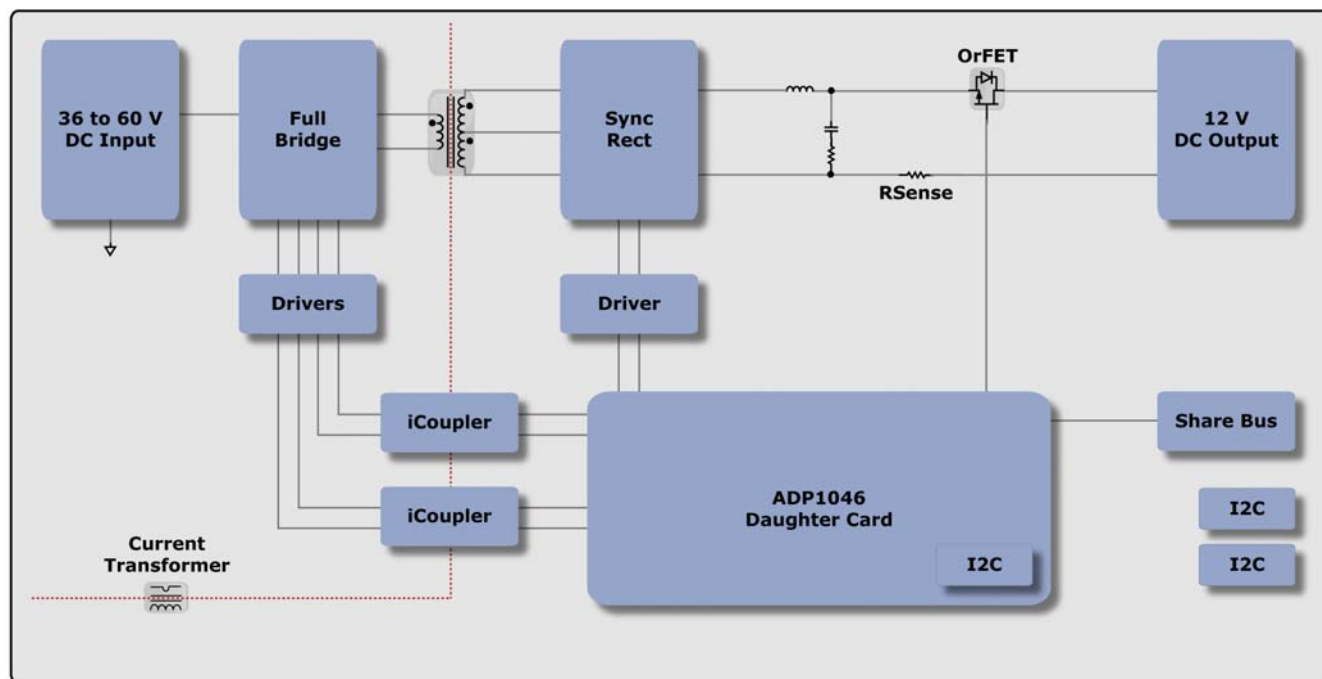 OrFET
36 to 60 V
DC Input
Full
Bridge
Sync
Rect
12 V
DC Output
RSense
Drivers
Driver
iCoupler
Share Bus
ADP1046
Daughter Card
iCoupler
I2C
Current
Transformer
I2C
I2C